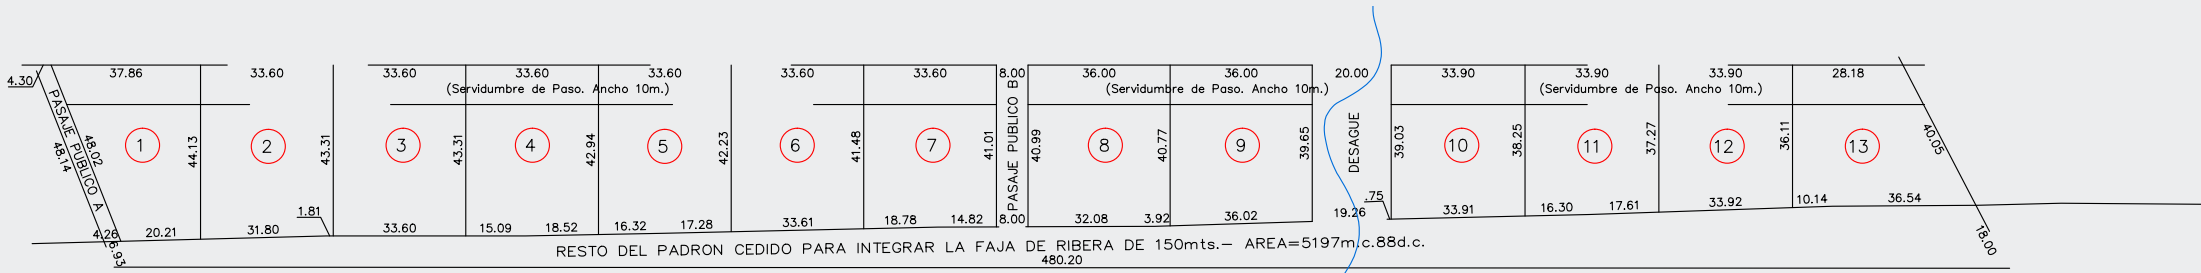 37.86 33.60 33.60 33.60 33.60 33.60 33.60 8.00 36.00 36.00 20.00 33.90 33.90 33.90 28.18
4.30
(Servidumbre de Paso. Ancho 10m.) (Servidumbre de Paso. Ancho 10m.) (Servidumbre de Paso. Ancho 10m.)
PASAJE PUBLICO A
48.02
48.14
1 44.13 2 43.31 3 43.31 4 42.94 5 42.23 6 41.48 7 41.01 PASAJE PUBLICO B 40.99 8 40.77 9 39.65 DESAGUE 39.03 10 38.25 11 37.27 12 36.11 13 40.05
1.81 .75
4.26 20.21 31.80 33.60 15.09 18.52 16.32 17.28 33.61 18.78 14.82 8.00 32.08 3.92 36.02 19.26 33.91 16.30 17.61 33.92 10.14 36.54
6.93 18.00
RESTO DEL PADRON CEDIDO PARA INTEGRAR LA FAJA DE RIBERA DE 150mts.– AREA=5197m.c.88d.c.
480.20